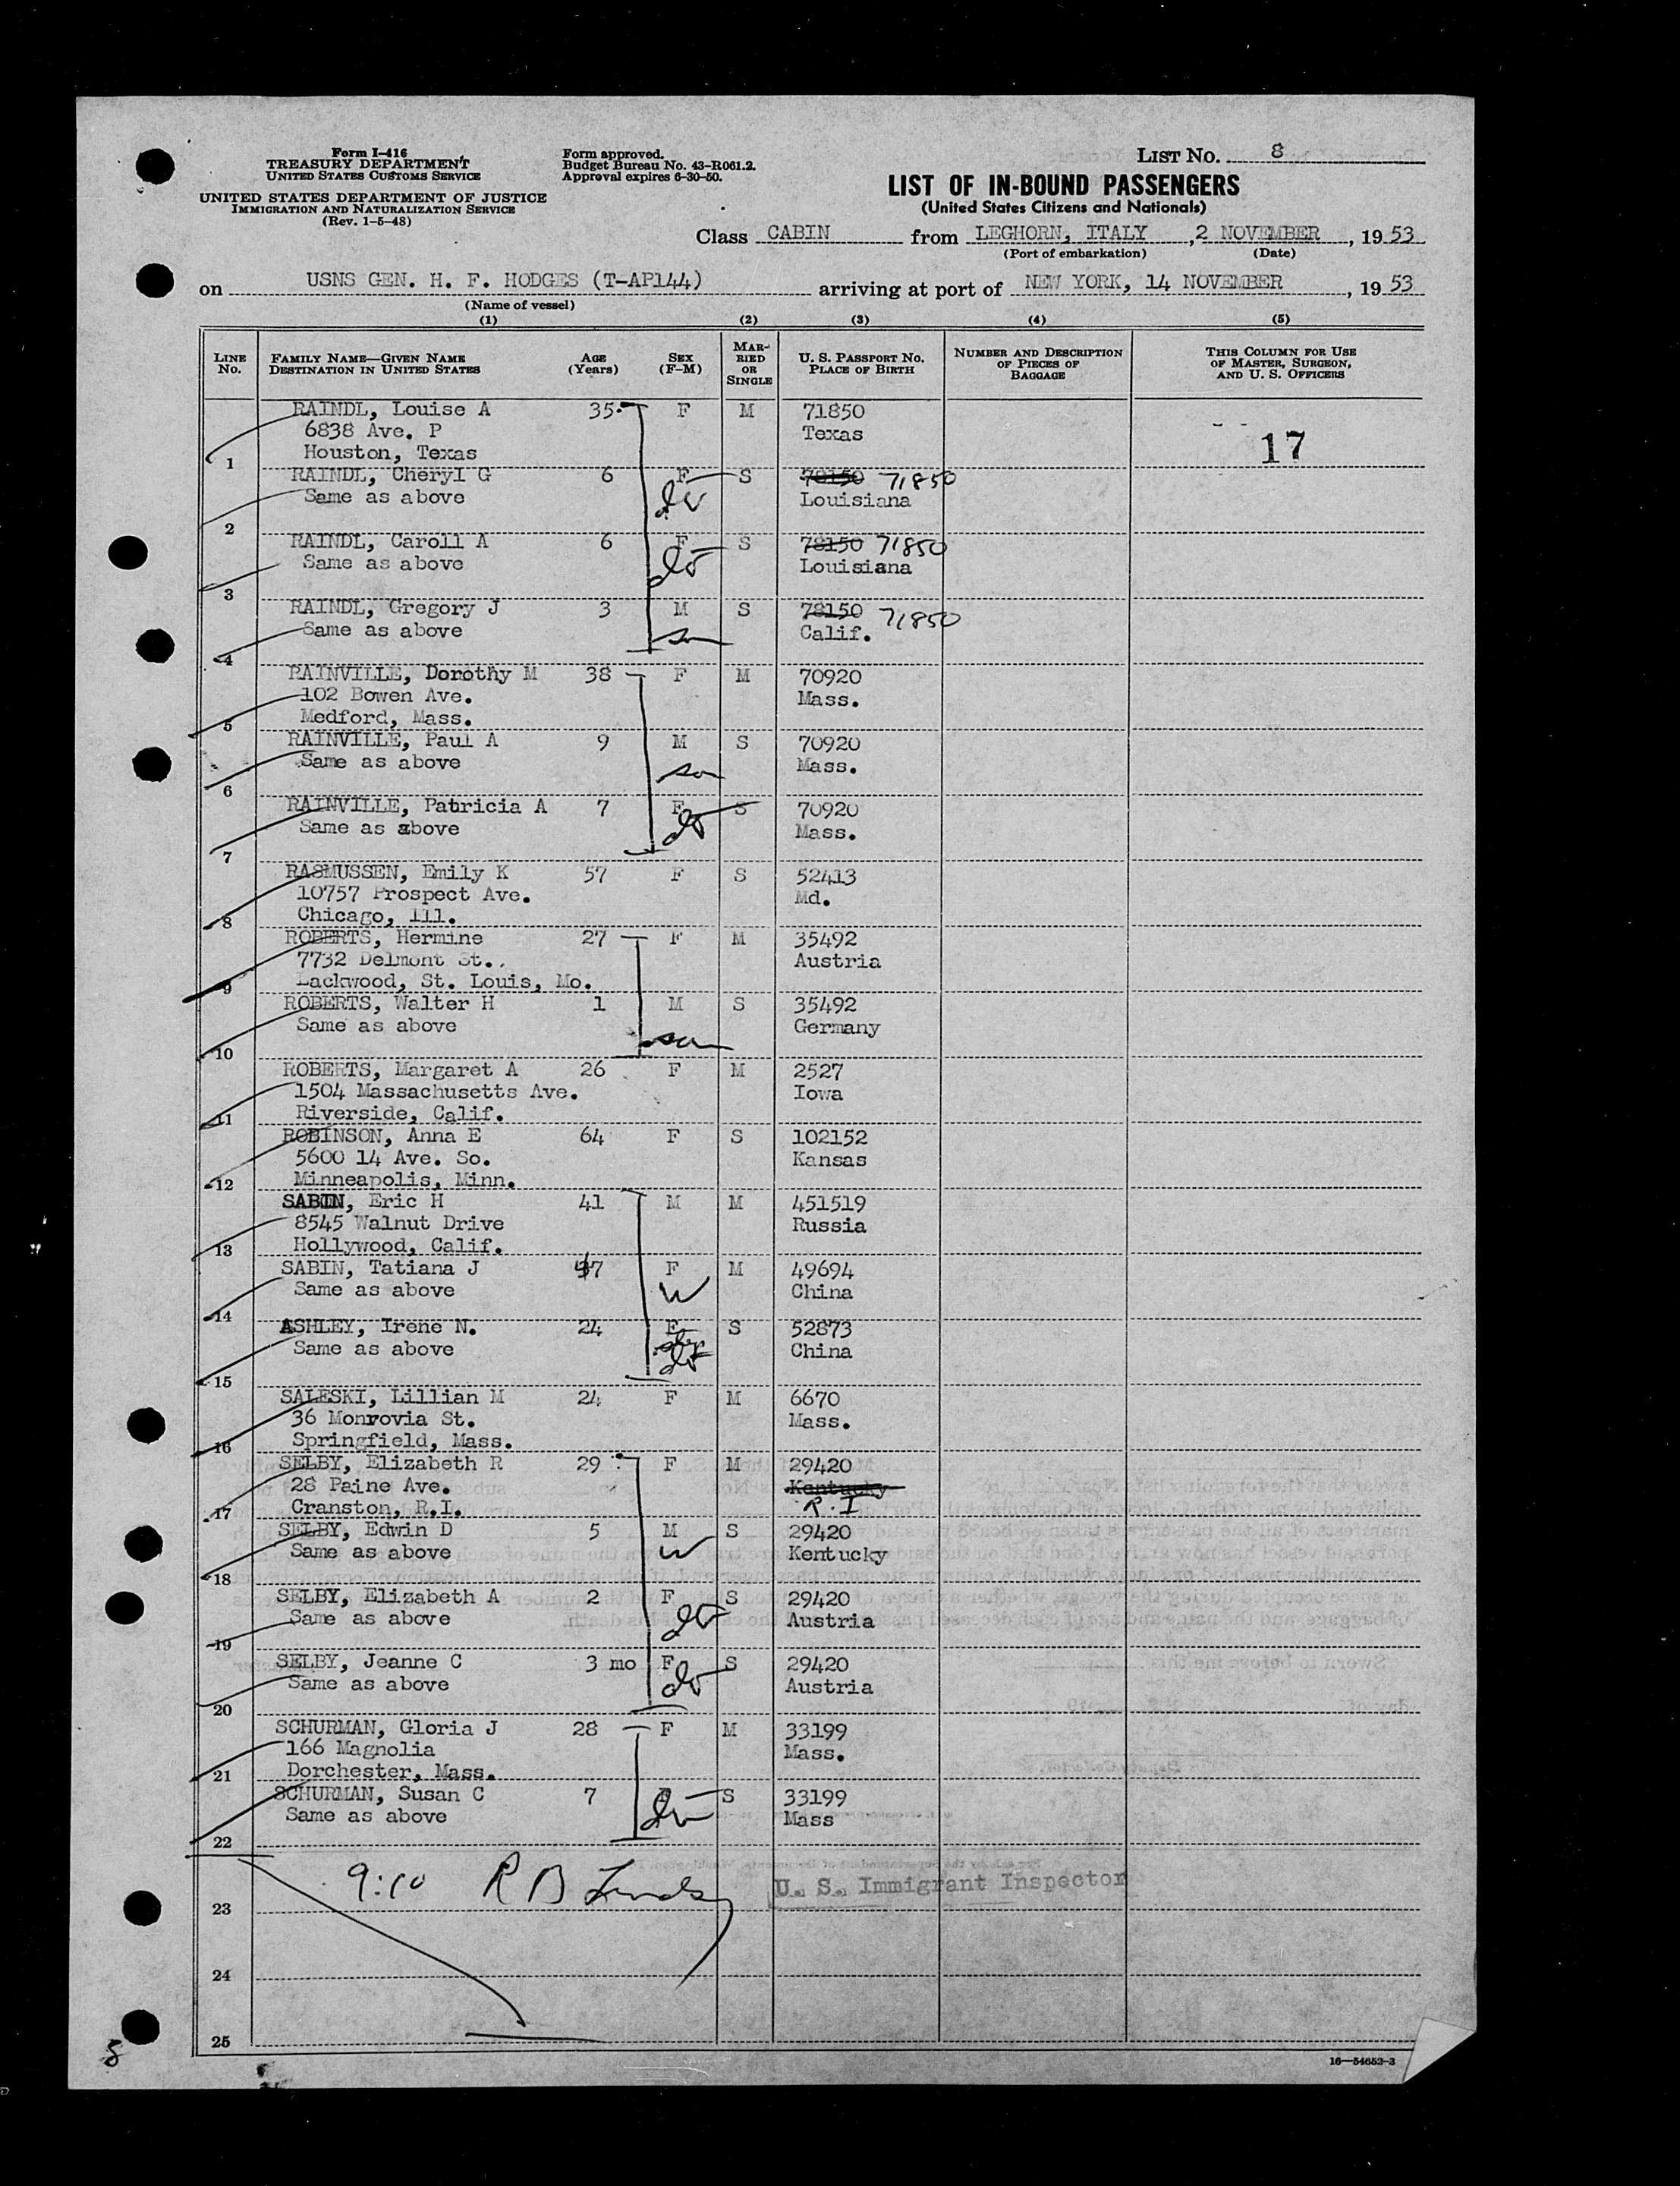 Form I-416
TREASURY DEPARTMENT
UNITED STATES CUSTOMS SERVICE
UNITED STATES DEPARTMENT OF JUSTICE
IMMIGRATION AND NATURALIZATION SERVICE
(Rev. 1-5-48)
Form approved.
Budget Bureau No. 43-R061.2.
Approval expires 6-30-50.
LIST No. 8
LIST OF IN-BOUND PASSENGERS
(United States Citizens and Nationals)
Class CABIN from LEGHORN, ITALY, 2 NOVEMBER, 19 53
(Port of embarkation) (Date)
on USNS GEN. H. F. HODGES (T-AP144) arriving at port of NEW YORK, 14 NOVEMBER, 19 53
(Name of vessel)
(1) (2) (3) (4) (5)
LINE No. FAMILY NAME—GIVEN NAME DESTINATION IN UNITED STATES AGE (Years) SEX (F-M) MARRIED OR SINGLE U. S. PASSPORT NO. PLACE OF BIRTH NUMBER AND DESCRIPTION OF PIECES OF BAGGAGE THIS COLUMN FOR USE OF MASTER, SURGEON, AND U. S. OFFICERS
RAINDL, Louise A 35 F M 71850
6838 Ave. P Texas
1 Houston, Texas 17
RAINDL, Cheryl G 6 F S 78150 71850
Same as above Louisiana
2
RAINDL, Caroll A 6 F S 78150 71850
Same as above Louisiana
3
RAINDL, Gregory J 3 M S 78150 71850
Same as above son Calif.
4
RAINVILLE, Dorothy M 38 F M 70920
102 Bowen Ave. Mass.
5 Medford, Mass.
RAINVILLE, Paul A 9 M S 70920
Same as above son Mass.
6
RAINVILLE, Patricia A 7 F S 70920
Same as above Mass.
7
RASMUSSEN, Emily K 57 F S 52413
10757 Prospect Ave. Md.
8 Chicago, Ill.
ROBERTS, Hermine 27 F M 35492
7732 Delmont St. Austria
9 Lackwood, St. Louis, Mo.
ROBERTS, Walter H 1 M S 35492
Same as above son Germany
10
ROBERTS, Margaret A 26 F M 2527
1504 Massachusetts Ave. Iowa
11 Riverside, Calif.
ROBINSON, Anna E 64 F S 102152
5600 14 Ave. So. Kansas
12 Minneapolis, Minn.
SABIN, Eric H 41 M M 451519
8545 Walnut Drive Russia
13 Hollywood, Calif.
SABIN, Tatiana J 47 F M 49694
Same as above W China
14
ASHLEY, Irene N. 24 F S 52873
Same as above China
15
SALESKI, Lillian M 24 F M 6670
36 Monrovia St. Mass.
16 Springfield, Mass.
SELBY, Elizabeth R 29 F M 29420
28 Paine Ave. Kentucky
17 Cranston, R.I. R.I
SELBY, Edwin D 5 M S 29420
Same as above Kentucky
18
SELBY, Elizabeth A 2 F S 29420
Same as above Austria
19
SELBY, Jeanne C 3 mo F S 29420
Same as above Austria
20
SCHURMAN, Gloria J 28 F M 33199
166 Magnolia Mass.
21 Dorchester, Mass.
SCHURMAN, Susan C 7 F S 33199
Same as above Mass
22
9:10 R B U. S. Immigrant Inspector
23
24
25
16—54652-3
8